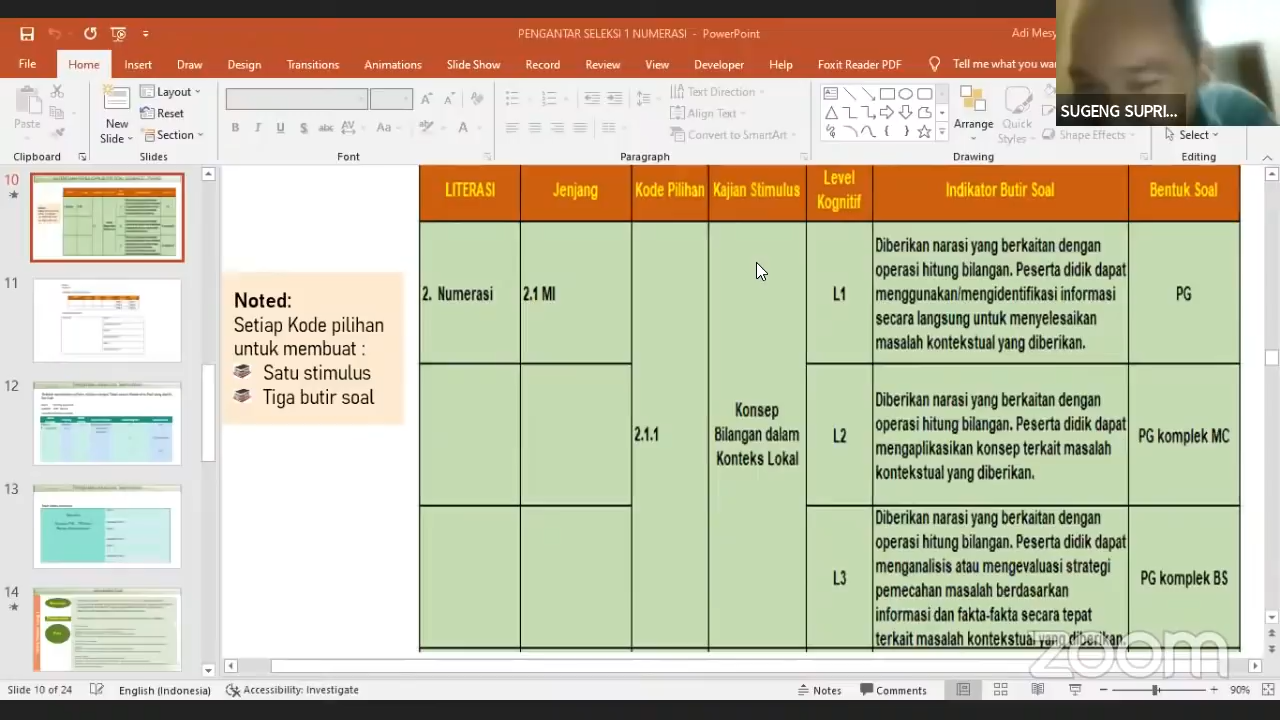 PENGANTAR SELEKSI 1 NUMERASI - PowerPoint
Adi Mesy
File Home Insert Draw Design Transitions Animations Slide Show Record Review View Developer Help Foxit Reader PDF Tell me what you wan
SUGENG SUPRI...
Paste
New Slide
Layout
Reset
Section
Text Direction
Align Text
Convert to SmartArt
Arrange
Quick Styles
Shape Effects
Select
Clipboard Slides Font Paragraph Drawing Editing
10
11
12
13
14
Noted:
Setiap Kode pilihan
untuk membuat :
Satu stimulus
Tiga butir soal
LITERASI Jenjang Kode Pilihan Kajian Stimulus Level Kognitif Indikator Butir Soal Bentuk Soal
2. Numerasi
2.1 MI
2.1.1
Konsep
Bilangan dalam
Konteks Lokal
L1
Diberikan narasi yang berkaitan dengan
operasi hitung bilangan. Peserta didik dapat
menggunakan/mengidentifikasi informasi
secara langsung untuk menyelesaikan
masalah kontekstual yang diberikan.
PG
L2
Diberikan narasi yang berkaitan dengan
operasi hitung bilangan. Peserta didik dapat
mengaplikasikan konsep terkait masalah
kontekstual yang diberikan.
PG komplek MC
L3
Diberikan narasi yang berkaitan dengan
operasi hitung bilangan. Peserta didik dapat
menganalisis atau mengevaluasi strategi
pemecahan masalah berdasarkan
informasi dan fakta-fakta secara tepat
terkait masalah kontekstual yang diberikan.
PG komplek BS
zoom
Slide 10 of 24 English (Indonesia) Accessibility: Investigate Notes Comments 90%